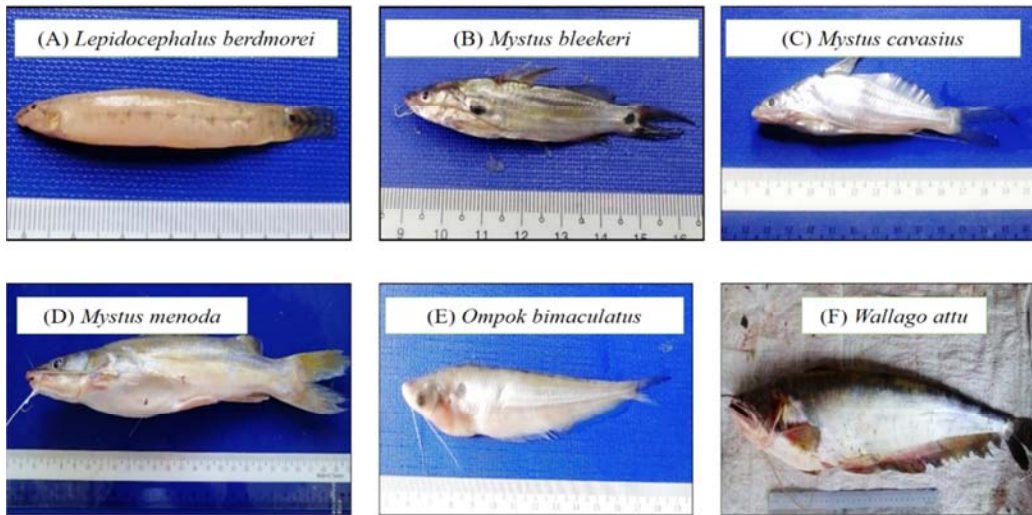 (A) Lepidocephalus berdmorei
(B) Mystus bleekeri
(C) Mystus cavasius
9 10 11 12 13 14 15 16
(D) Mystus menoda
(E) Ompok bimaculatus
(F) Wallago attu